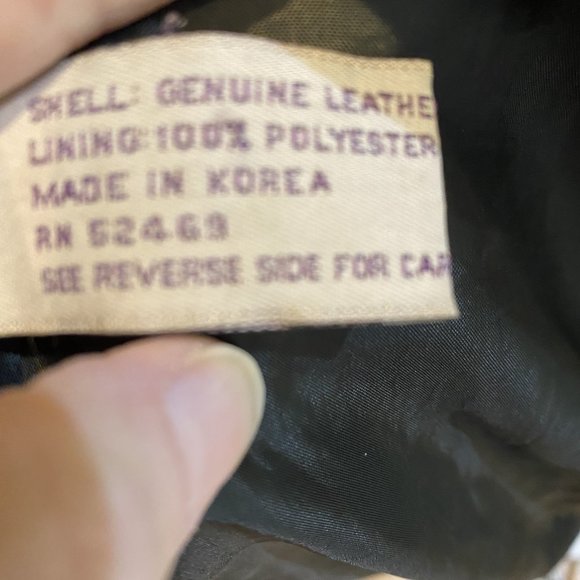 SHELL: GENUINE LEATHE
LINING: 100% POLYESTER
MADE IN KOREA
RN 52469
SEE REVERSE SIDE FOR CAR